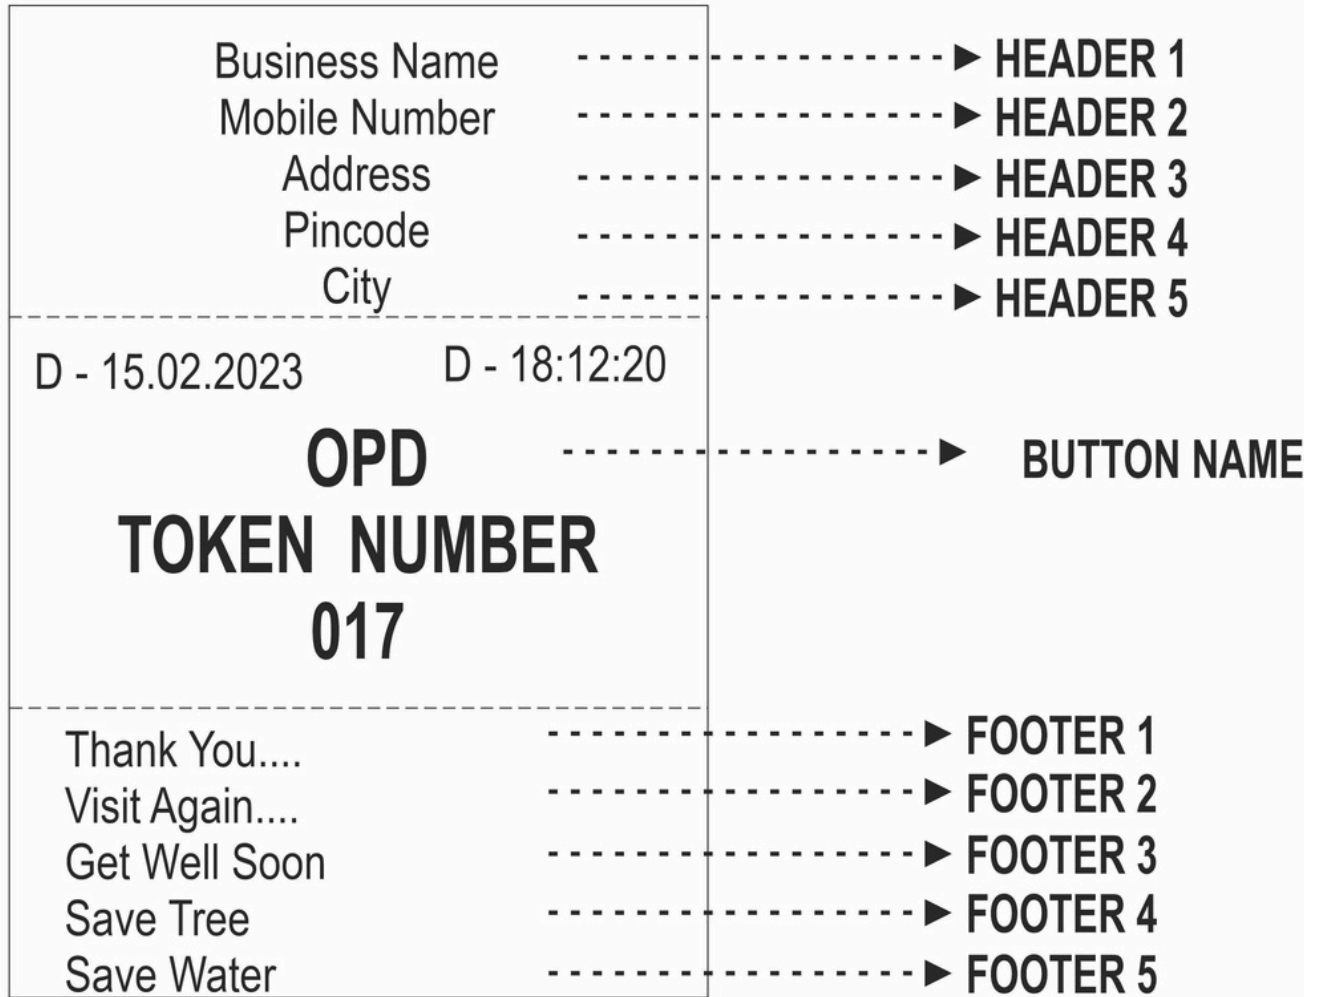 Business Name HEADER 1
Mobile Number HEADER 2
Address HEADER 3
Pincode HEADER 4
City HEADER 5
D - 15.02.2023 D - 18:12:20
OPD BUTTON NAME
TOKEN NUMBER
017
Thank You.... FOOTER 1
Visit Again.... FOOTER 2
Get Well Soon FOOTER 3
Save Tree FOOTER 4
Save Water FOOTER 5